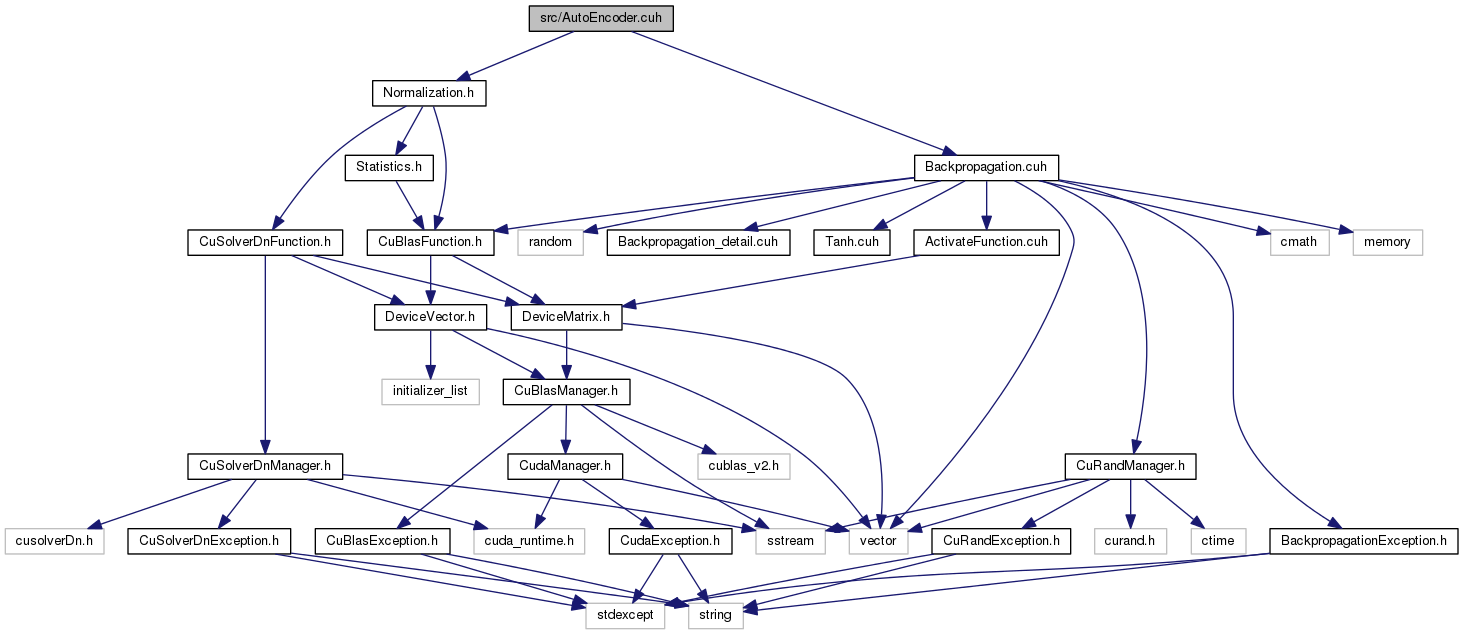 src/AutoEncoder.cuh
Normalization.h
Statistics.h
Backpropagation.cuh
CuSolverDnFunction.h
CuBlasFunction.h
random
Backpropagation_detail.cuh
Tanh.cuh
ActivateFunction.cuh
cmath
memory
DeviceVector.h
DeviceMatrix.h
initializer_list
CuBlasManager.h
CuSolverDnManager.h
CudaManager.h
cublas_v2.h
CuRandManager.h
cusolverDn.h
CuSolverDnException.h
CuBlasException.h
cuda_runtime.h
CudaException.h
sstream
vector
CuRandException.h
curand.h
ctime
BackpropagationException.h
stdexcept
string